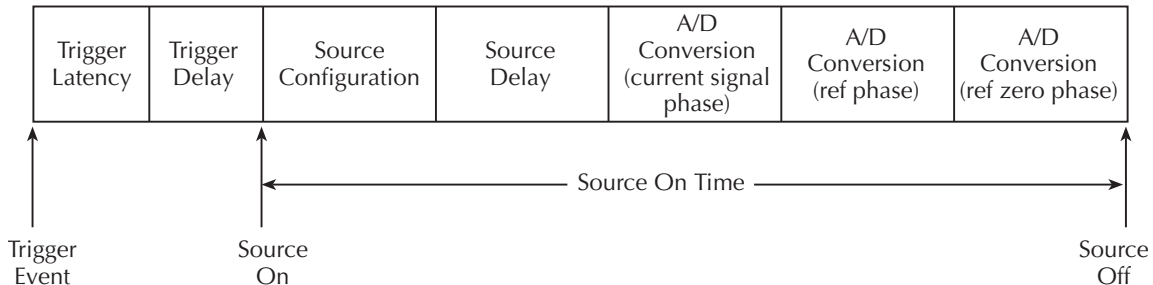 Trigger
Latency
Trigger
Delay
Source
Configuration
Source
Delay
A/D
Conversion
(current signal
phase)
A/D
Conversion
(ref phase)
A/D
Conversion
(ref zero phase)
Source On Time
Trigger
Event
Source
On
Source
Off